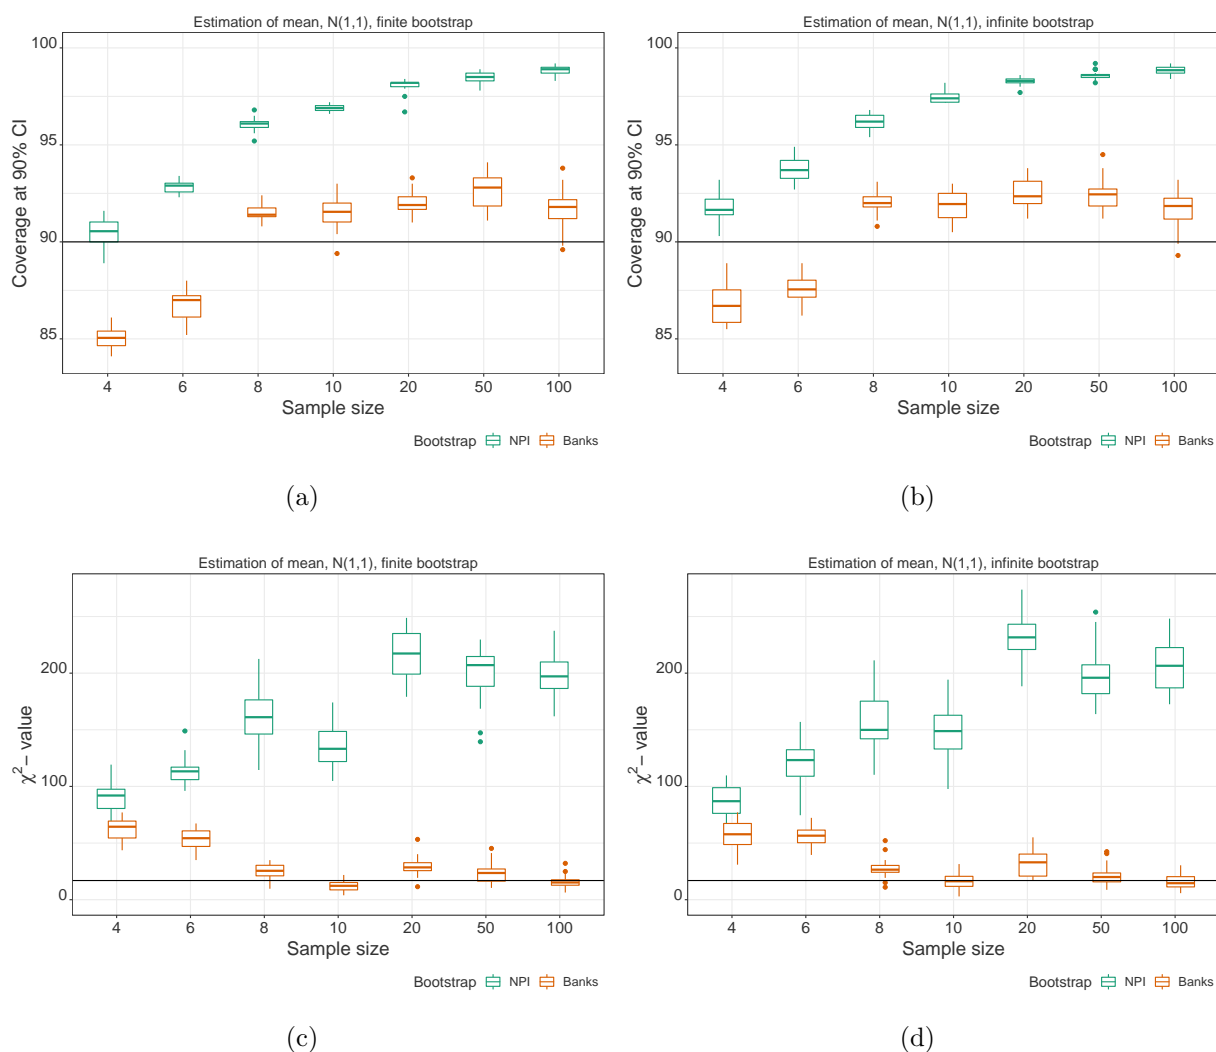 Estimation of mean, N(1,1), finite bootstrap
100
95
90
85
Coverage at 90% CI
4 6 8 10 20 50 100
Sample size
Bootstrap NPI Banks
(a)
Estimation of mean, N(1,1), infinite bootstrap
100
95
90
85
Coverage at 90% CI
4 6 8 10 20 50 100
Sample size
Bootstrap NPI Banks
(b)
Estimation of mean, N(1,1), finite bootstrap
200
100
0
χ²− value
4 6 8 10 20 50 100
Sample size
Bootstrap NPI Banks
(c)
Estimation of mean, N(1,1), infinite bootstrap
200
100
0
χ²− value
4 6 8 10 20 50 100
Sample size
Bootstrap NPI Banks
(d)